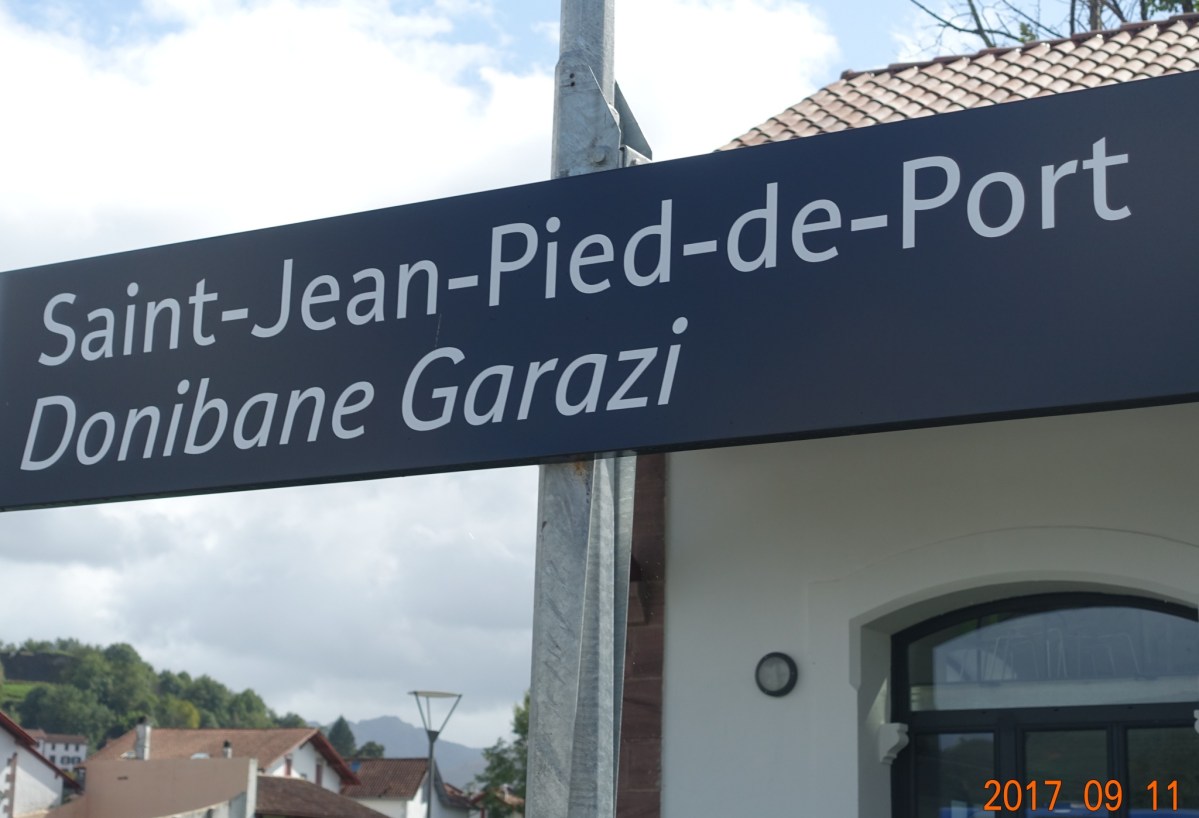 Saint-Jean-Pied-de-Port
Donibane Garazi
2017 09 11